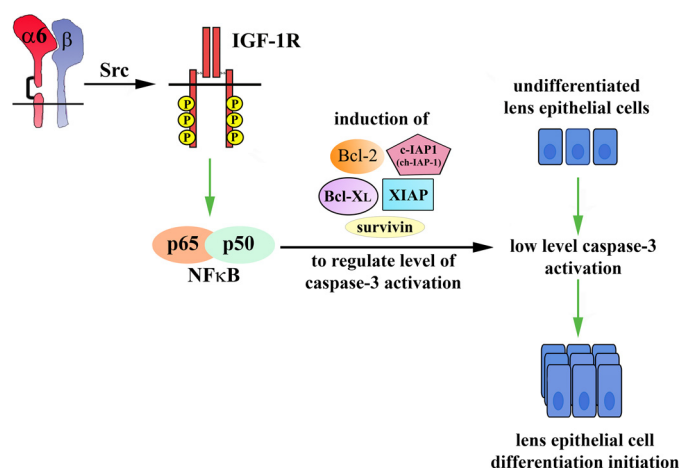 α6 β
Src
IGF-1R
P P
P P
P P
p65 p50
NFκB
induction of
Bcl-2
c-IAP1
(ch-IAP-1)
Bcl-XL
XIAP
survivin
to regulate level of
caspase-3 activation
undifferentiated
lens epithelial cells
low level caspase-3
activation
lens epithelial cell
differentiation initiation